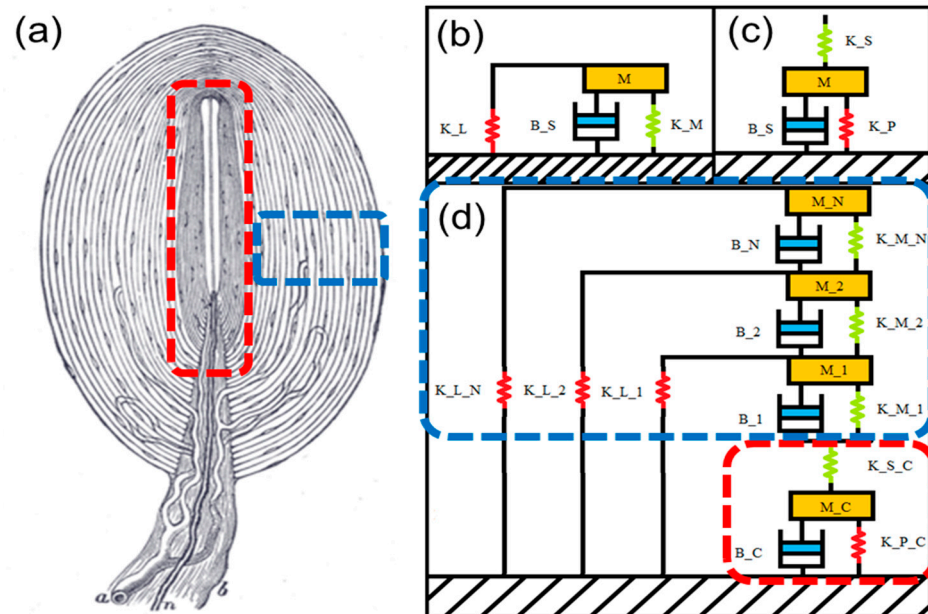 (a)
a
n
b
(b)
M
K_L
B_S
K_M
(c)
K_S
M
B_S
K_P
(d)
M_N
B_N
K_M_N
M_2
B_2
K_M_2
M_1
K_L_N
K_L_2
K_L_1
B_1
K_M_1
K_S_C
M_C
B_C
K_P_C